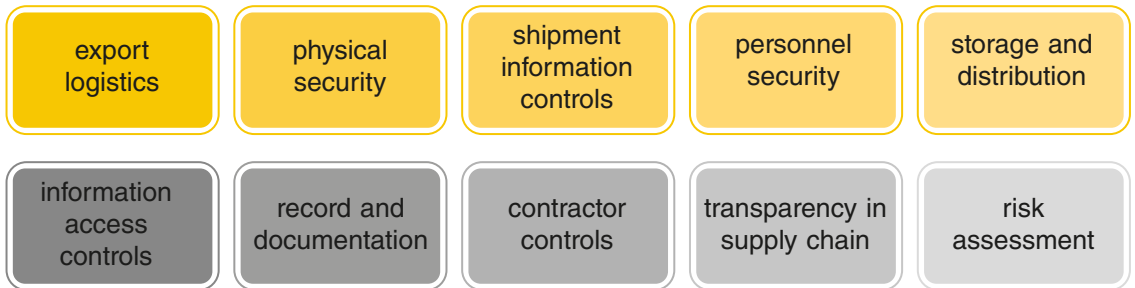 export
logistics
physical
security
shipment
information
controls
personnel
security
storage and
distribution
information
access
controls
record and
documentation
contractor
controls
transparency in
supply chain
risk
assessment